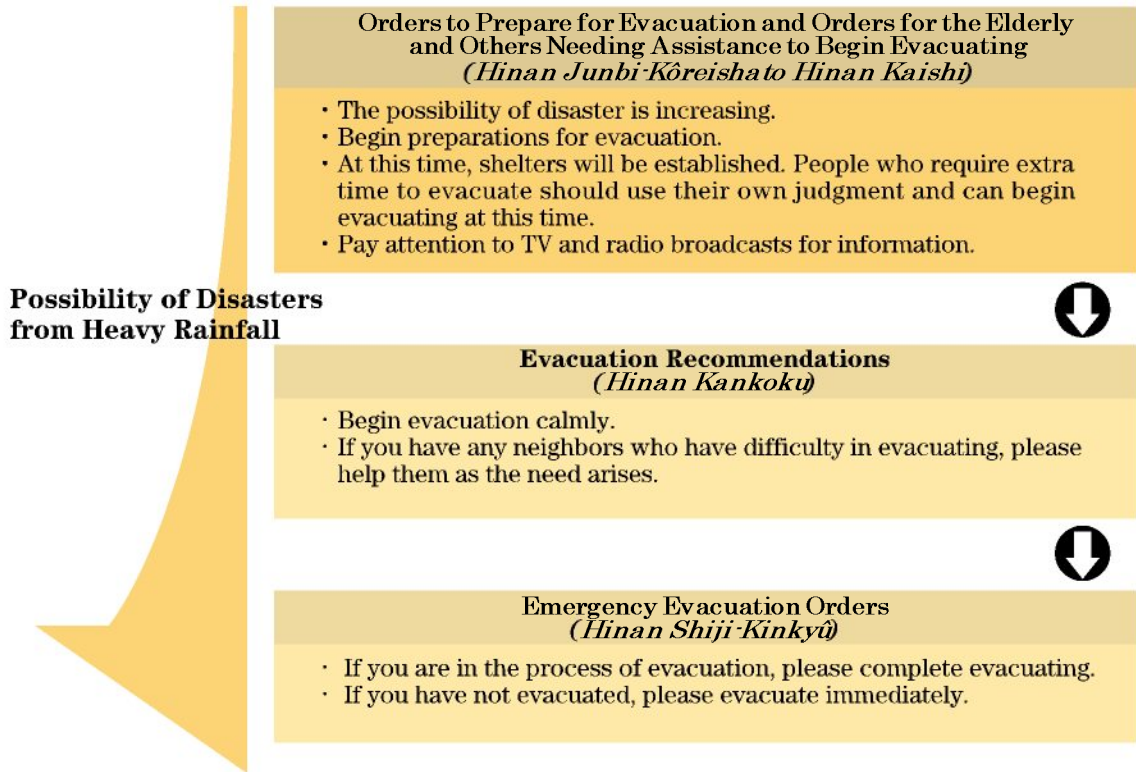 Orders to Prepare for Evacuation and Orders for the Elderly
and Others Needing Assistance to Begin Evacuating
(Hinan Junbi-Kôreishato Hinan Kaishi)
・The possibility of disaster is increasing.
・Begin preparations for evacuation.
・At this time, shelters will be established. People who require extra
time to evacuate should use their own judgment and can begin
evacuating at this time.
・Pay attention to TV and radio broadcasts for information.
Possibility of Disasters
from Heavy Rainfall
Evacuation Recommendations
(Hinan Kankoku)
・Begin evacuation calmly.
・If you have any neighbors who have difficulty in evacuating, please
help them as the need arises.
Emergency Evacuation Orders
(Hinan Shiji-Kinkyû)
・If you are in the process of evacuation, please complete evacuating.
・If you have not evacuated, please evacuate immediately.